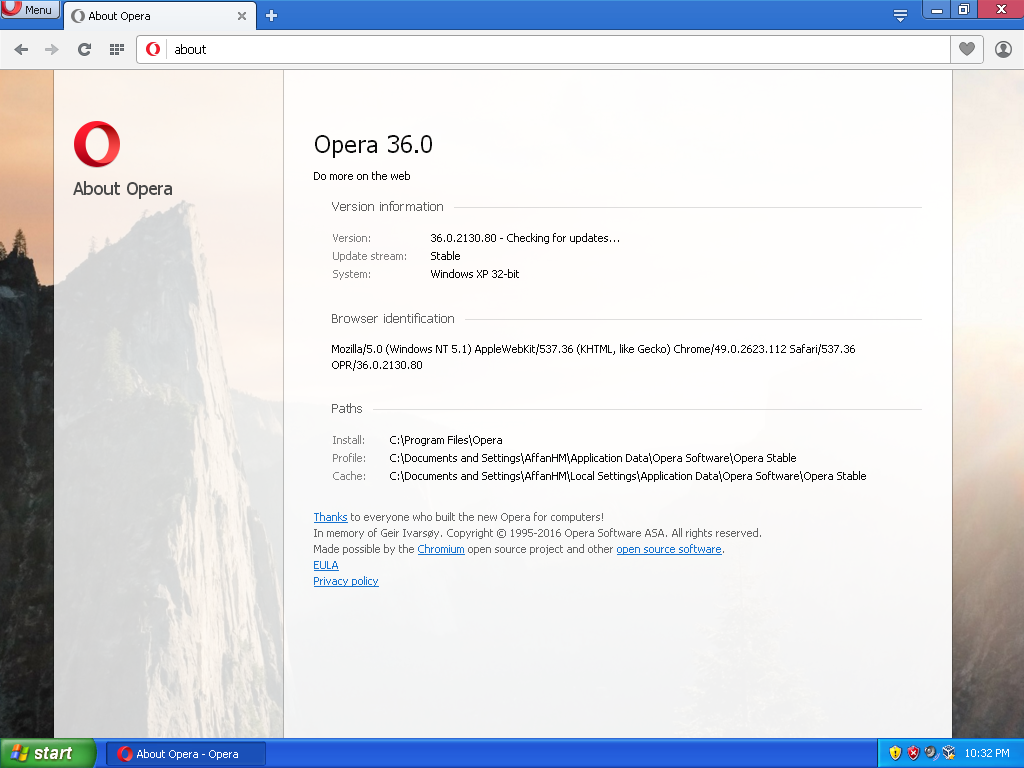 Menu
About Opera
about
About Opera
Opera 36.0
Do more on the web
Version information
Version: 36.0.2130.80 - Checking for updates...
Update stream: Stable
System: Windows XP 32-bit
Browser identification
Mozilla/5.0 (Windows NT 5.1) AppleWebKit/537.36 (KHTML, like Gecko) Chrome/49.0.2623.112 Safari/537.36
OPR/36.0.2130.80
Paths
Install: C:\Program Files\Opera
Profile: C:\Documents and Settings\AffanHM\Application Data\Opera Software\Opera Stable
Cache: C:\Documents and Settings\AffanHM\Local Settings\Application Data\Opera Software\Opera Stable
Thanks to everyone who built the new Opera for computers!
In memory of Geir Ivarsøy. Copyright © 1995-2016 Opera Software ASA. All rights reserved.
Made possible by the Chromium open source project and other open source software.
EULA
Privacy policy
start
About Opera - Opera
10:32 PM